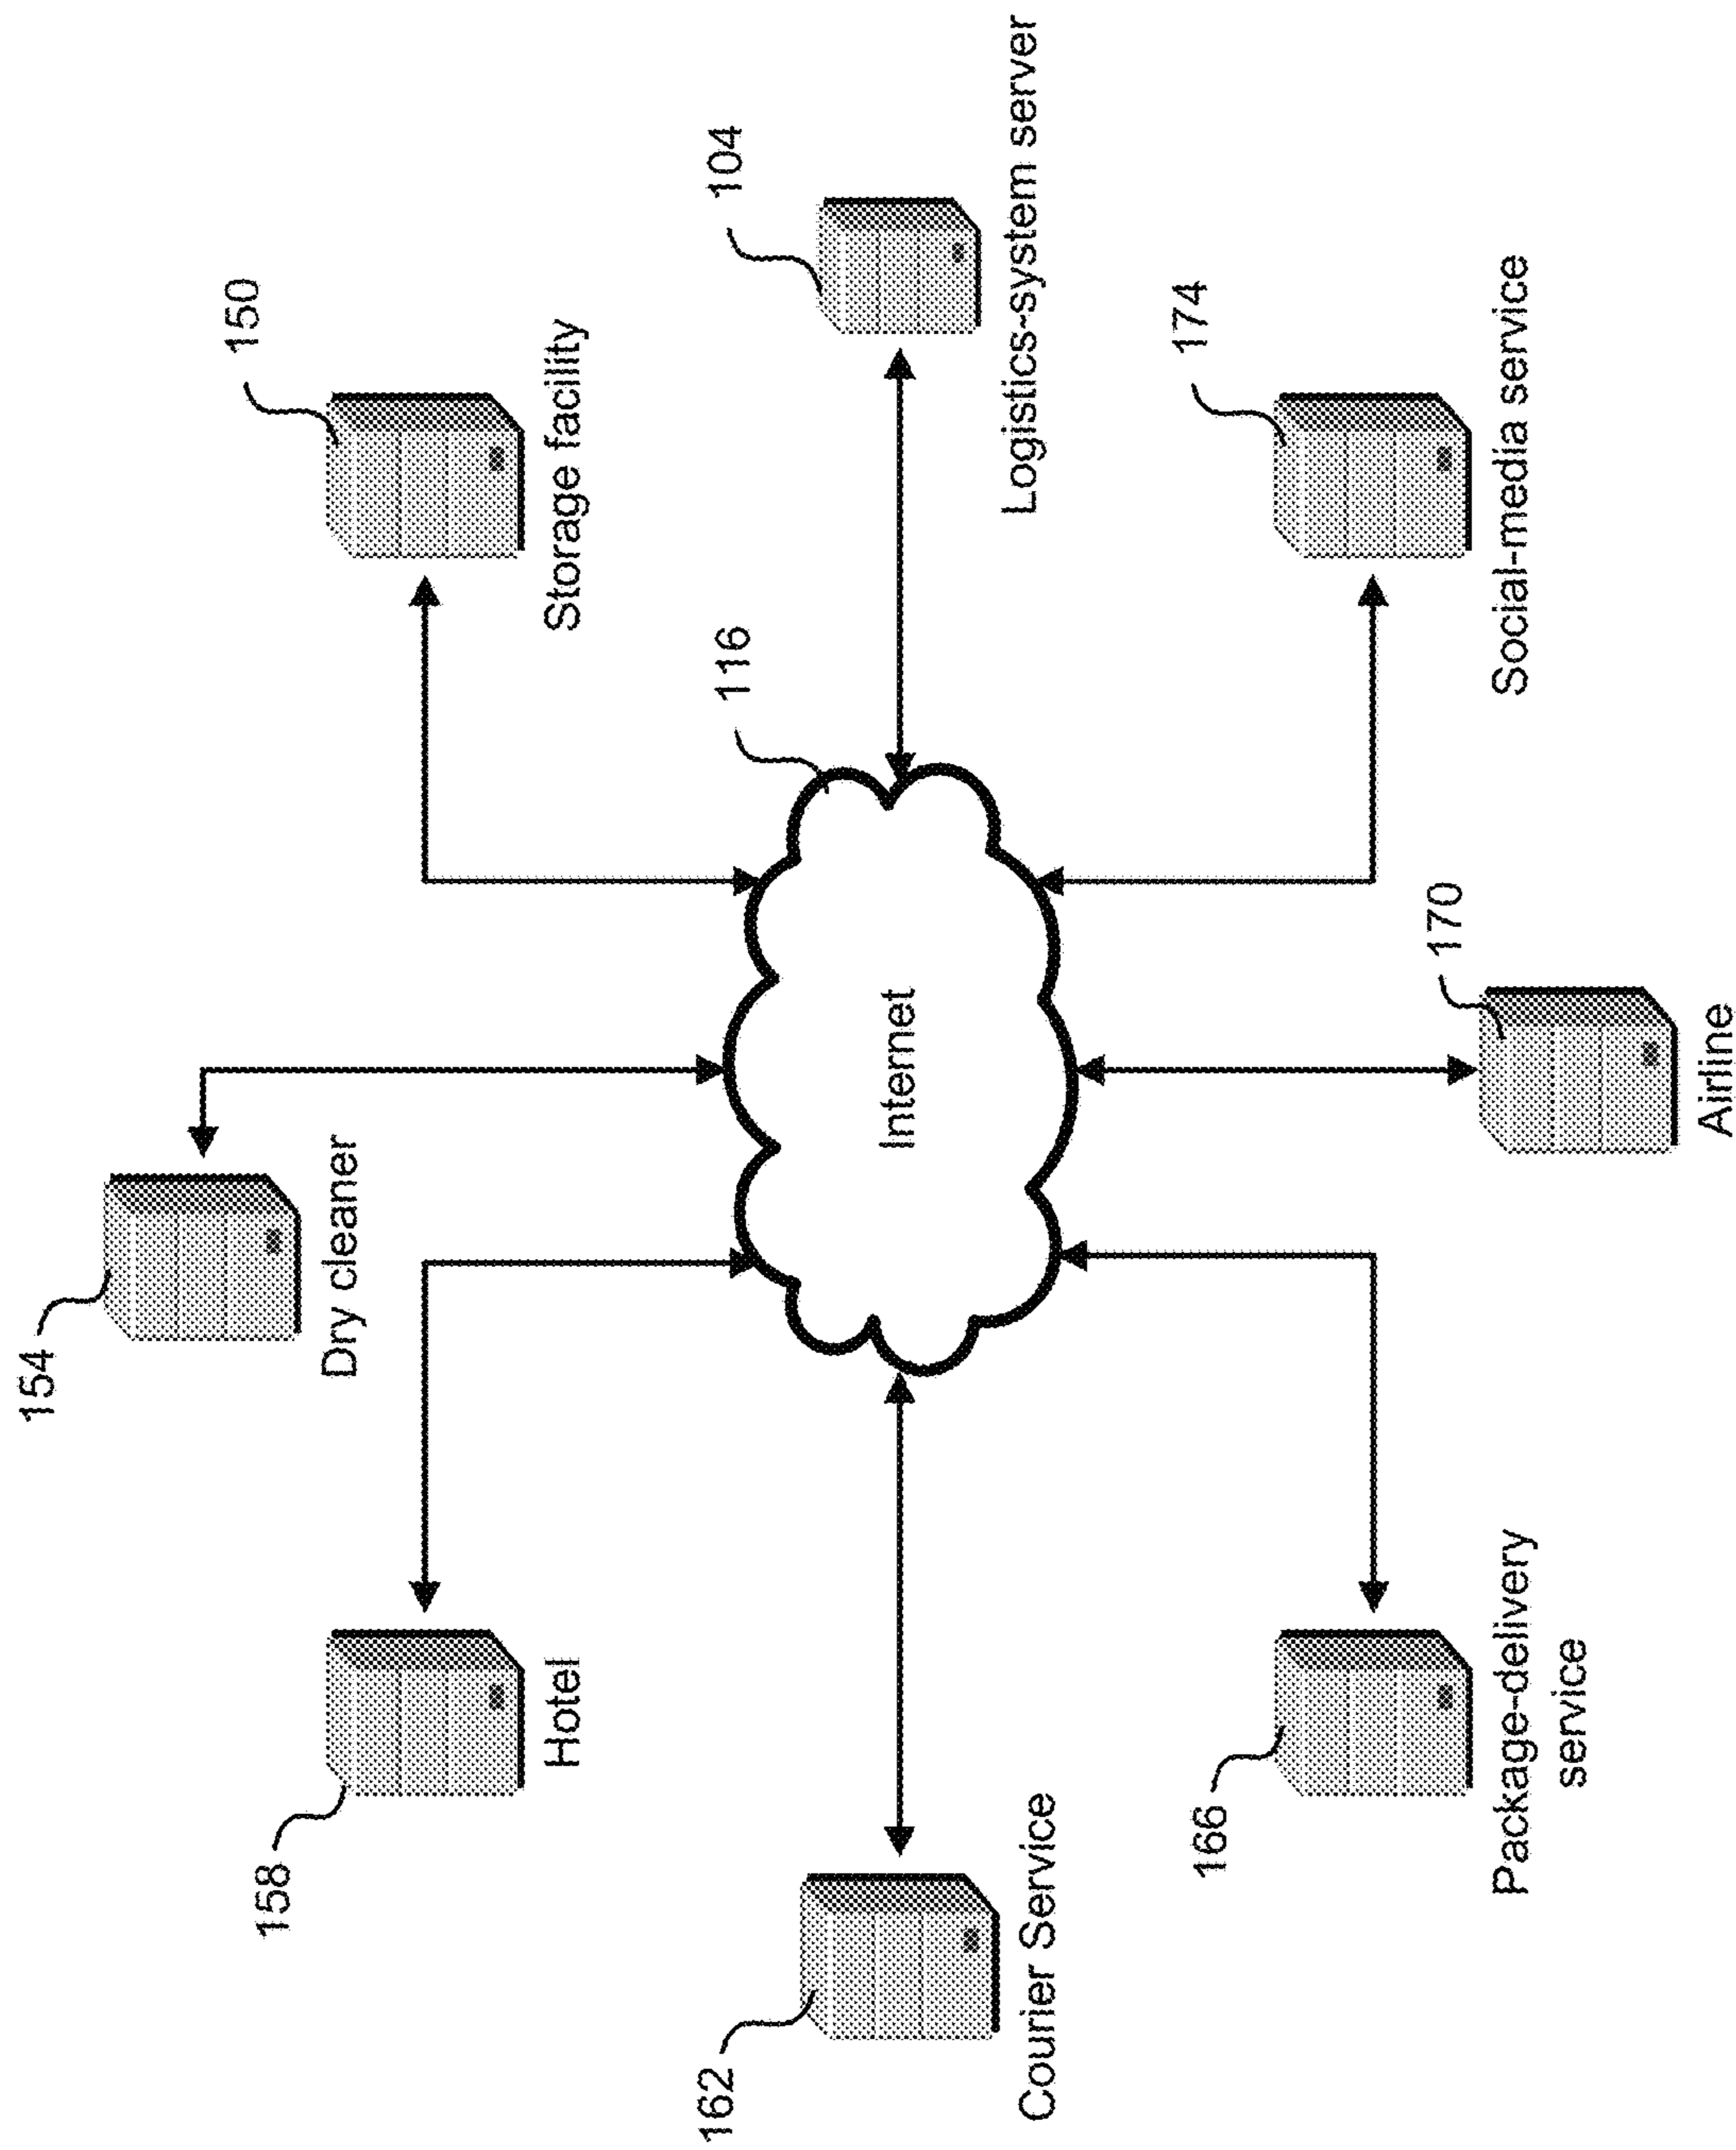 154
Dry cleaner
158
Hotel
150
Storage facility
162
Courier Service
116
Internet
104
Logistics-system server
166
Package-delivery
service
170
Airline
174
Social-media service